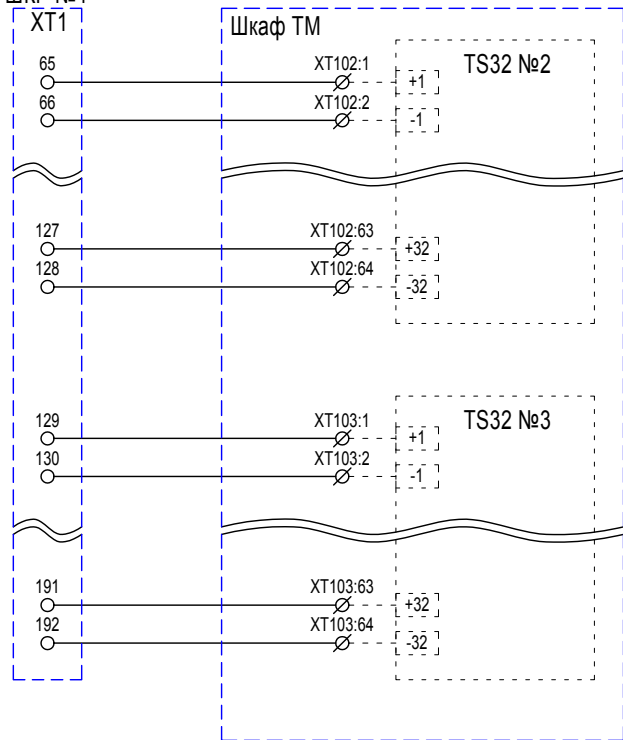 XT1
Шкаф ТМ
65 XT102:1 +1 TS32 №2
66 XT102:2 -1
127 XT102:63 +32
128 XT102:64 -32
129 XT103:1 +1 TS32 №3
130 XT103:2 -1
191 XT103:63 +32
192 XT103:64 -32